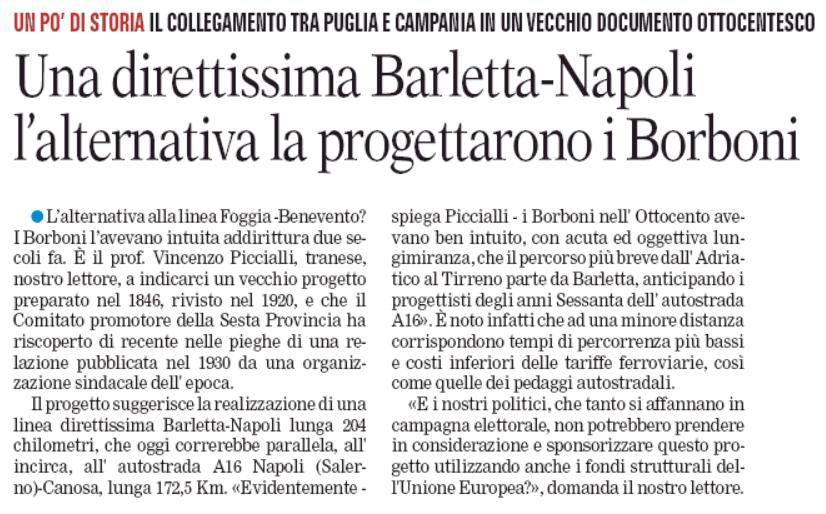 UN PO' DI STORIA IL COLLEGAMENTO TRA PUGLIA E CAMPANIA IN UN VECCHIO DOCUMENTO OTTOCENTESCO
Una direttissima Barletta-Napoli
l'alternativa la progettarono i Borboni
● L'alternativa alla linea Foggia -Benevento?
I Borboni l'avevano intuita addirittura due se-
coli fa. È il prof. Vincenzo Piccialli, tranese,
nostro lettore, a indicarci un vecchio progetto
preparato nel 1846, rivisto nel 1920, e che il
Comitato promotore della Sesta Provincia ha
riscoperto di recente nelle pieghe di una re-
lazione pubblicata nel 1930 da una organiz-
zazione sindacale dell' epoca.
Il progetto suggerisce la realizzazione di una
linea direttissima Barletta-Napoli lunga 204
chilometri, che oggi correrebbe parallela, all'
incirca, all' autostrada A16 Napoli (Saler-
no)-Canosa, lunga 172,5 Km. «Evidentemente -
spiega Piccialli - i Borboni nell' Ottocento ave-
vano ben intuito, con acuta ed oggettiva lun-
gimiranza, che il percorso più breve dall' Adria-
tico al Tirreno parte da Barletta, anticipando i
progettisti degli anni Sessanta dell' autostrada
A16». È noto infatti che ad una minore distanza
corrispondono tempi di percorrenza più bassi
e costi inferiori delle tariffe ferroviarie, così
come quelle dei pedaggi autostradali.
«E i nostri politici, che tanto si affannano in
campagna elettorale, non potrebbero prendere
in considerazione e sponsorizzare questo pro-
getto utilizzando anche i fondi strutturali del-
l'Unione Europea?», domanda il nostro lettore.